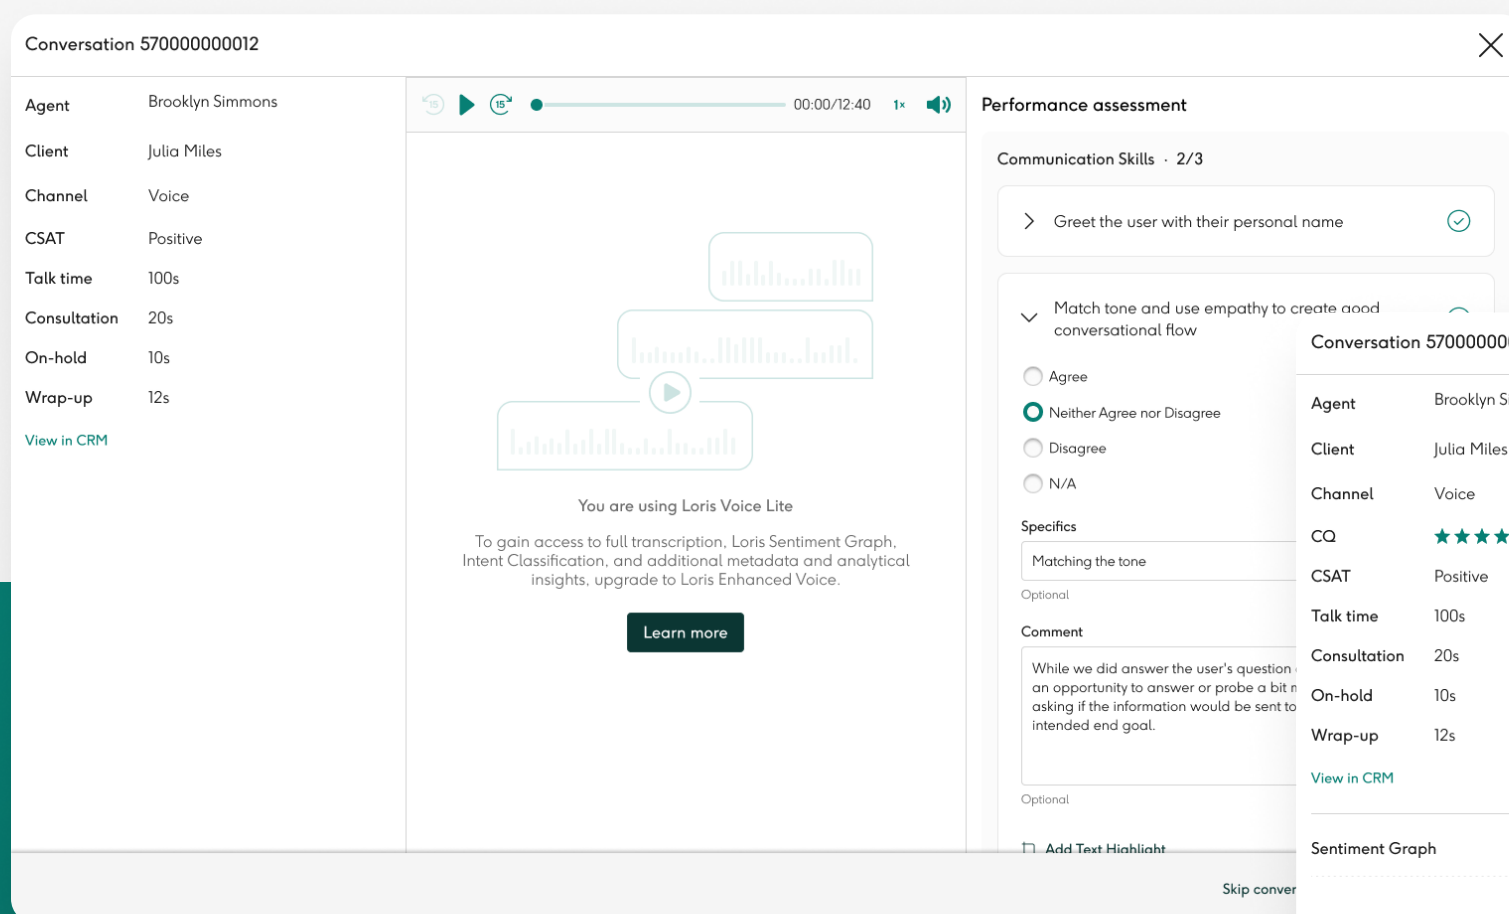 Conversation 570000000012
Agent Brooklyn Simmons
Client Julia Miles
Channel Voice
CSAT Positive
Talk time 100s
Consultation 20s
On-hold 10s
Wrap-up 12s
View in CRM
15 15 00:00/12:40 1×
You are using Loris Voice Lite
To gain access to full transcription, Loris Sentiment Graph,
Intent Classification, and additional metadata and analytical
insights, upgrade to Loris Enhanced Voice.
Learn more
Performance assessment
Communication Skills · 2/3
Greet the user with their personal name
Match tone and use empathy to create good
conversational flow
Agree
Neither Agree nor Disagree
Disagree
N/A
Specifics
Matching the tone
Optional
Comment
While we did answer the user's question
an opportunity to answer or probe a bit
asking if the information would be sent to
intended end goal.
Optional
Add Text Highlight
Skip conver
Conversation 57000000
Agent Brooklyn S
Client Julia Miles
Channel Voice
CQ
CSAT Positive
Talk time 100s
Consultation 20s
On-hold 10s
Wrap-up 12s
View in CRM
Sentiment Graph